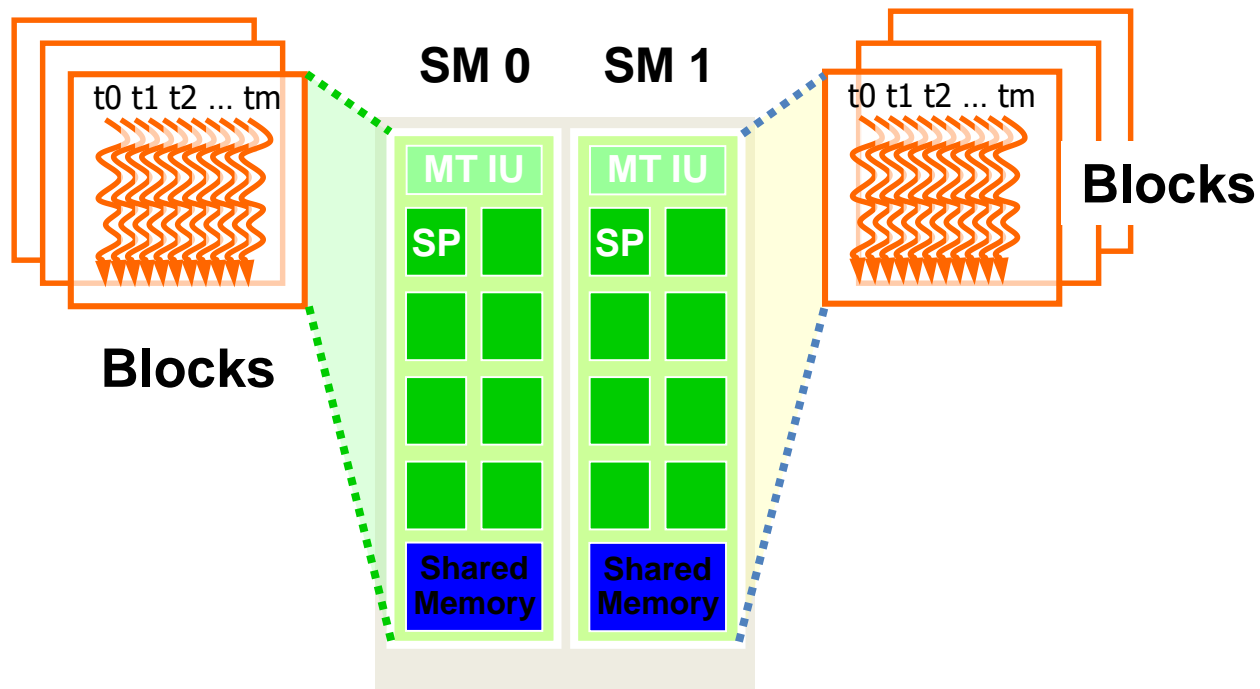 SM 0 SM 1
t0 t1 t2 … tm
t0 t1 t2 … tm
MT IU
MT IU
Blocks
SP
SP
Blocks
Shared
Memory
Shared
Memory